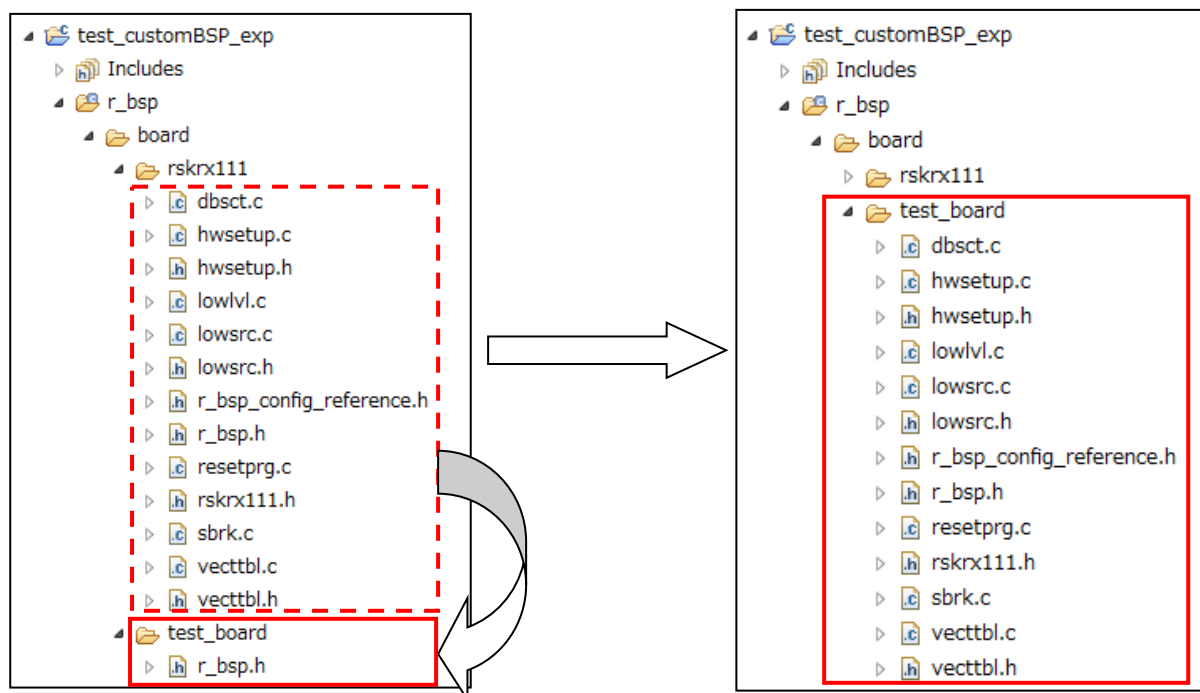 test_customBSP_exp
Includes
r_bsp
board
rskrx111
dbsct.c
hwsetup.c
hwsetup.h
lowlvl.c
lowsrc.c
lowsrc.h
r_bsp_config_reference.h
r_bsp.h
resetprg.c
rskrx111.h
sbrk.c
vecttbl.c
vecttbl.h
test_board
r_bsp.h
test_customBSP_exp
Includes
r_bsp
board
rskrx111
test_board
dbsct.c
hwsetup.c
hwsetup.h
lowlvl.c
lowsrc.c
lowsrc.h
r_bsp_config_reference.h
r_bsp.h
resetprg.c
rskrx111.h
sbrk.c
vecttbl.c
vecttbl.h